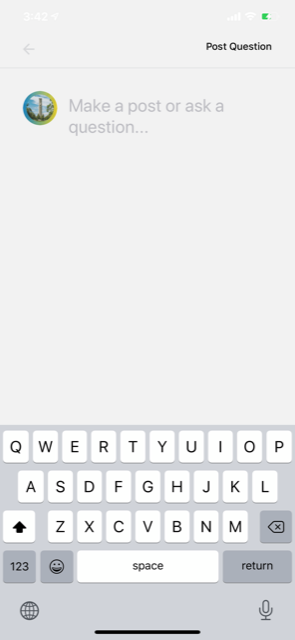 3:42
Post Question
Make a post or ask a
question...
Q W E R T Y U I O P
A S D F G H J K L
Z X C V B N M
123 space return